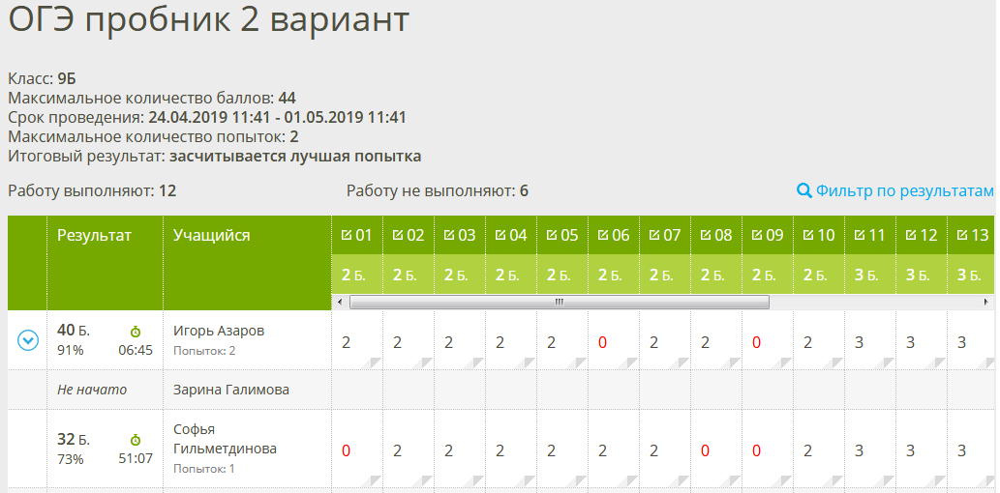 ОГЭ пробник 2 вариант
Класс: 9Б
Максимальное количество баллов: 44
Срок проведения: 24.04.2019 11:41 - 01.05.2019 11:41
Максимальное количество попыток: 2
Итоговый результат: засчитывается лучшая попытка
Работу выполняют: 12 Работу не выполняют: 6 Фильтр по результатам
Результат Учащийся 01 02 03 04 05 06 07 08 09 10 11 12 13
2 Б. 2 Б. 2 Б. 2 Б. 2 Б. 2 Б. 2 Б. 2 Б. 2 Б. 2 Б. 3 Б. 3 Б. 3 Б.
40 Б. 91% 06:45 Игорь Азаров 2 2 2 2 2 0 2 2 0 2 3 3 3
Попыток: 2
Не начато Зарина Галимова
32 Б. 73% 51:07 Софья
Гильметдинова 0 2 2 2 2 2 2 0 0 2 3 3 3
Попыток: 1